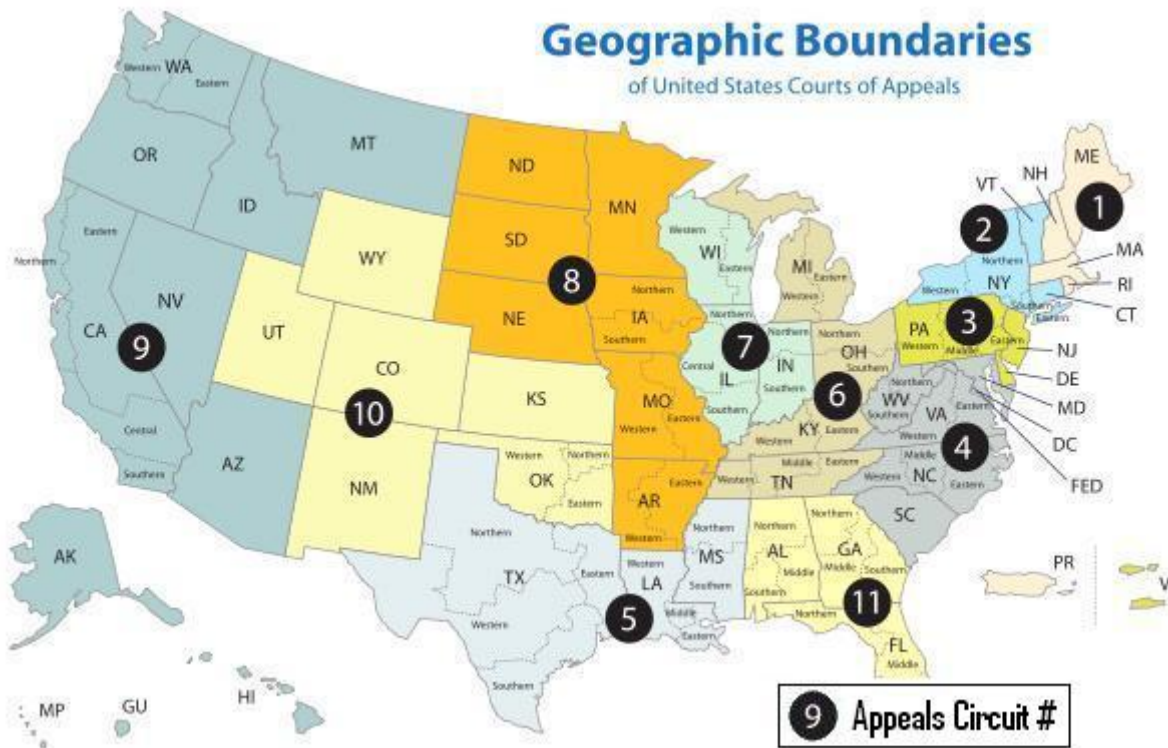 Geographic Boundaries
of United States Courts of Appeals
WA
Western
Eastern
OR
MT
ID
ND
MN
SD
WY
8
NE
Northern
IA
Southern
Eastern
Northern
NV
CA
9
UT
CO
10
KS
Central
Southern
AZ
NM
Western
Northern
OK
Eastern
MO
Eastern
Western
Eastern
AR
Western
WI
Western
Eastern
MI
Eastern
Western
Northern
7
Central
IL
Southern
Northern
IN
Southern
Northern
OH
Southern
6
KY
Western
Eastern
Middle
Eastern
Western
TN
ME
NH
VT
1
2
Northern
NY
Western
Southern
Eastern
MA
RI
CT
3
PA
Western
Middle
Eastern
NJ
DE
MD
DC
FED
Northern
WV
Southern
VA
Eastern
Western
4
Middle
NC
Western
Eastern
SC
Northern
TX
Eastern
Western
Southern
5
Western
LA
Middle
Eastern
Northern
MS
Southern
Northern
AL
Middle
Southern
Northern
GA
Middle
Southern
11
Northern
FL
Middle
PR
V
AK
HI
GU
MP
9 Appeals Circuit #